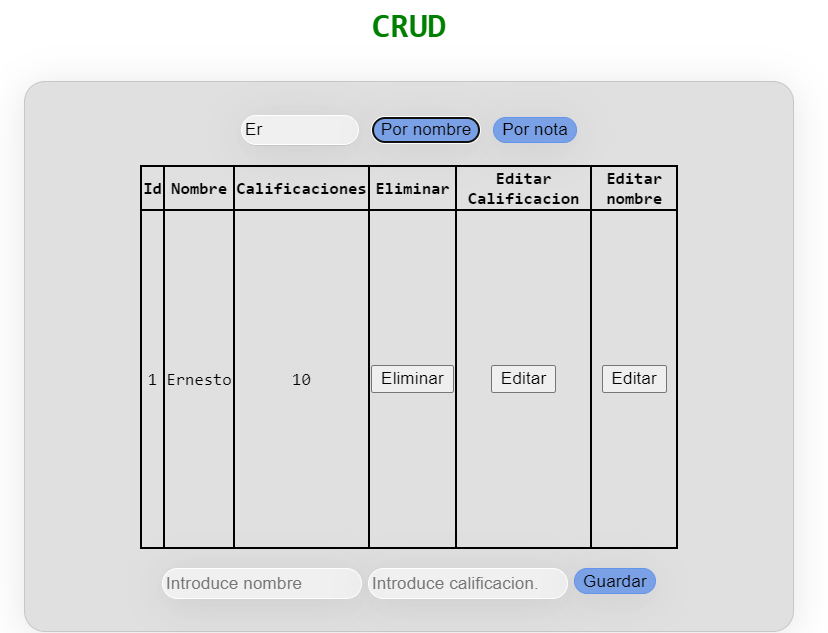 CRUD
Er Por nombre Por nota
Id Nombre Calificaciones Eliminar Editar Calificacion Editar nombre
1 Ernesto 10 Eliminar Editar Editar
Introduce nombre Introduce calificacion. Guardar